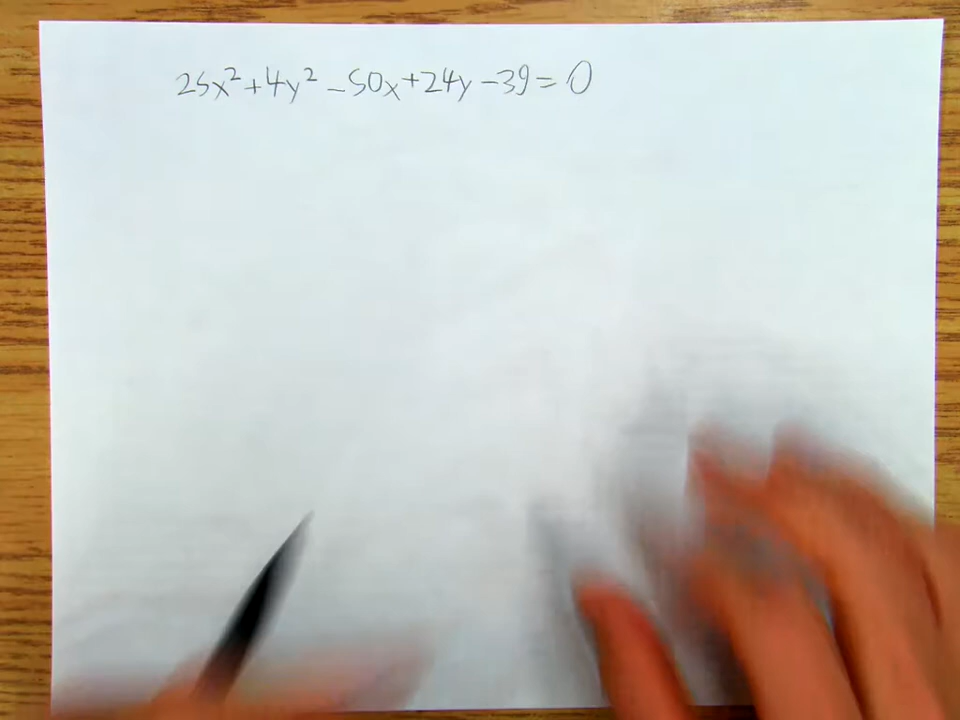 25x² + 4y² - 50x + 24y - 39 = 0